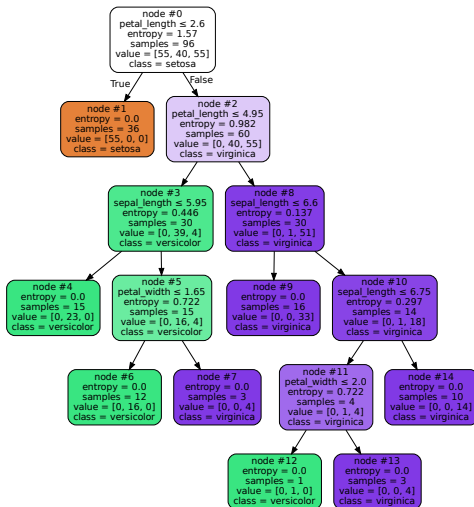 node #0
petal_length ≤ 2.6
entropy = 1.57
samples = 96
value = [55, 40, 55]
class = setosa
True
False
node #1
entropy = 0.0
samples = 36
value = [55, 0, 0]
class = setosa
node #2
petal_length ≤ 4.95
entropy = 0.982
samples = 60
value = [0, 40, 55]
class = virginica
node #3
sepal_length ≤ 5.95
entropy = 0.446
samples = 30
value = [0, 39, 4]
class = versicolor
node #8
sepal_length ≤ 6.6
entropy = 0.137
samples = 30
value = [0, 1, 51]
class = virginica
node #4
entropy = 0.0
samples = 15
value = [0, 23, 0]
class = versicolor
node #5
petal_width ≤ 1.65
entropy = 0.722
samples = 15
value = [0, 16, 4]
class = versicolor
node #9
entropy = 0.0
samples = 16
value = [0, 0, 33]
class = virginica
node #10
sepal_length ≤ 6.75
entropy = 0.297
samples = 14
value = [0, 1, 18]
class = virginica
node #6
entropy = 0.0
samples = 12
value = [0, 16, 0]
class = versicolor
node #7
entropy = 0.0
samples = 3
value = [0, 0, 4]
class = virginica
node #11
petal_width ≤ 2.0
entropy = 0.722
samples = 4
value = [0, 1, 4]
class = virginica
node #14
entropy = 0.0
samples = 10
value = [0, 0, 14]
class = virginica
node #12
entropy = 0.0
samples = 1
value = [0, 1, 0]
class = versicolor
node #13
entropy = 0.0
samples = 3
value = [0, 0, 4]
class = virginica